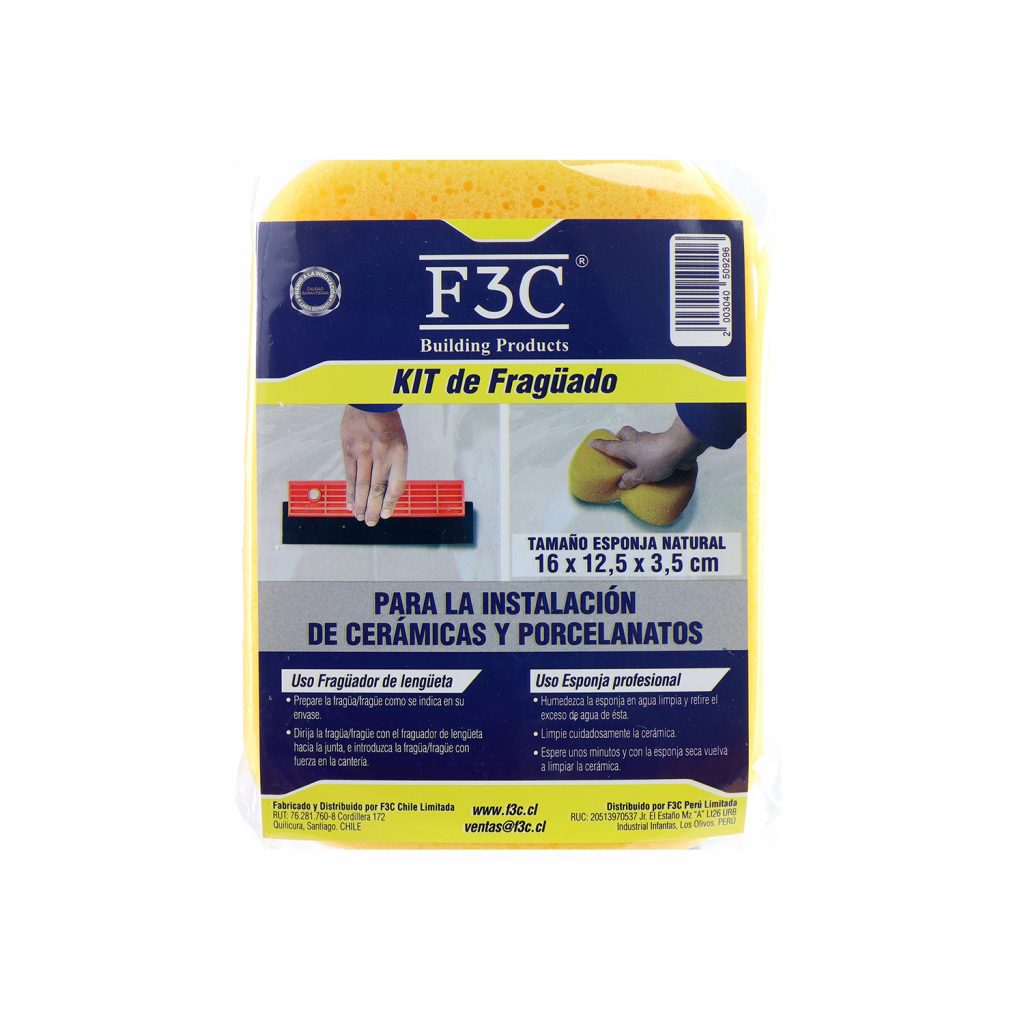 F3C®
Building Products
CALIDAD
GARANTIZADA
2 003040 509296
KIT de Fragüado
TAMAÑO ESPONJA NATURAL
16 x 12,5 x 3,5 cm
PARA LA INSTALACIÓN
DE CERÁMICAS Y PORCELANATOS
Uso Fragüador de lengüeta
• Prepare la fragüa/fragüe como se indica en su
envase.
• Dirija la fragüa/fragüe con el fraguador de lengüeta
hacia la junta, e introduzca la fragüa/fragüe con
fuerza en la cantería.
Uso Esponja profesional
• Humedezca la esponja en agua limpia y retire el
exceso de agua de ésta.
• Limpie cuidadosamente la cerámica.
• Espere unos minutos y con la esponja seca vuelva
a limpiar la cerámica.
Fabricado y Distribuido por F3C Chile Limitada
RUT: 76.281.760-8 Cordillera 172
Quilicura, Santiago. CHILE
www.f3c.cl
ventas@f3c.cl
Distribuido por F3C Perú Limitada
RUC: 20513970537 Jr. El Estaño Mz "A" Lt26 URB
Industrial Infantas, Los Olivos. PERU